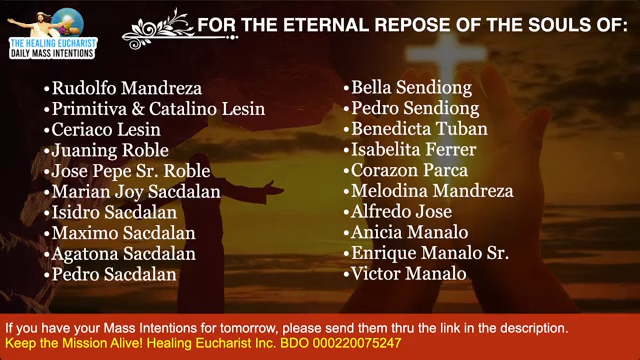 THE HEALING EUCHARIST
DAILY MASS INTENTIONS
FOR THE ETERNAL REPOSE OF THE SOULS OF:
•Rudolfo Mandreza
•Primitiva & Catalino Lesin
•Ceriaco Lesin
•Juaning Roble
•Jose Pepe Sr. Roble
•Marian Joy Sacdalan
•Isidro Sacdalan
•Maximo Sacdalan
•Agatona Sacdalan
•Pedro Sacdalan
•Bella Sendiong
•Pedro Sendiong
•Benedicta Tuban
•Isabelita Ferrer
•Corazon Parca
•Melodina Mandreza
•Alfredo Jose
•Anicia Manalo
•Enrique Manalo Sr.
•Victor Manalo
If you have your Mass Intentions for tomorrow, please send them thru the link in the description.
Keep the Mission Alive! Healing Eucharist Inc. BDO 000220075247